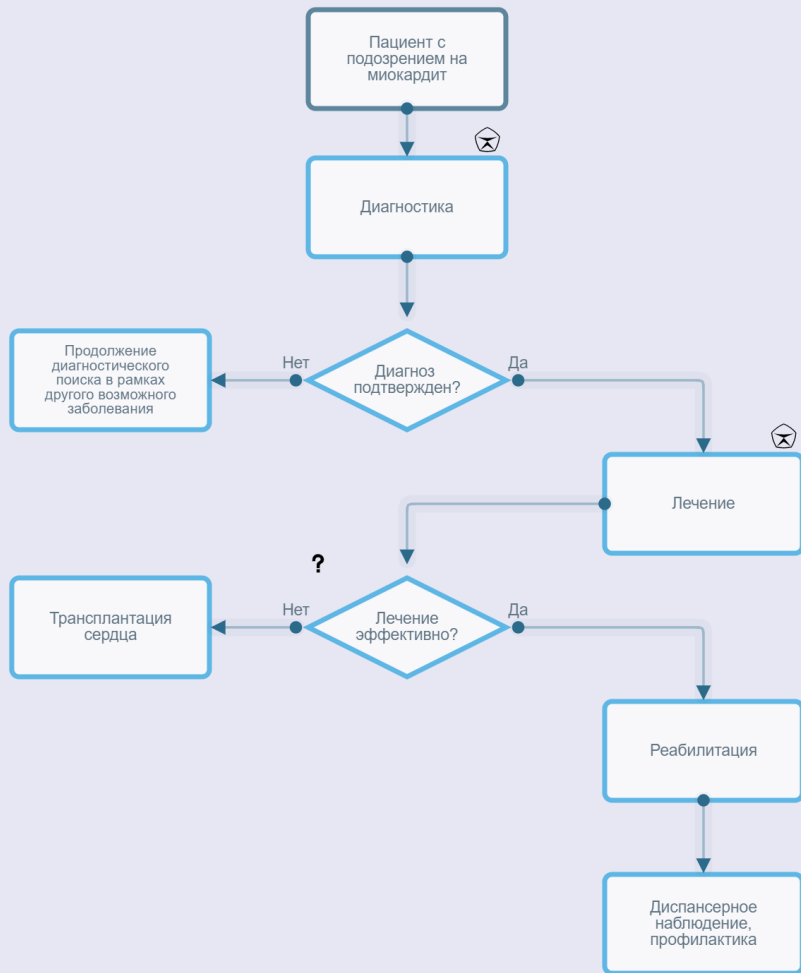 Пациент с
подозрением на
миокардит
Диагностика
Нет
Диагноз
подтвержден?
Да
Продолжение
диагностического
поиска в рамках
другого возможного
заболевания
Лечение
?
Нет
Лечение
эффективно?
Да
Трансплантация
сердца
Реабилитация
Диспансерное
наблюдение,
профилактика